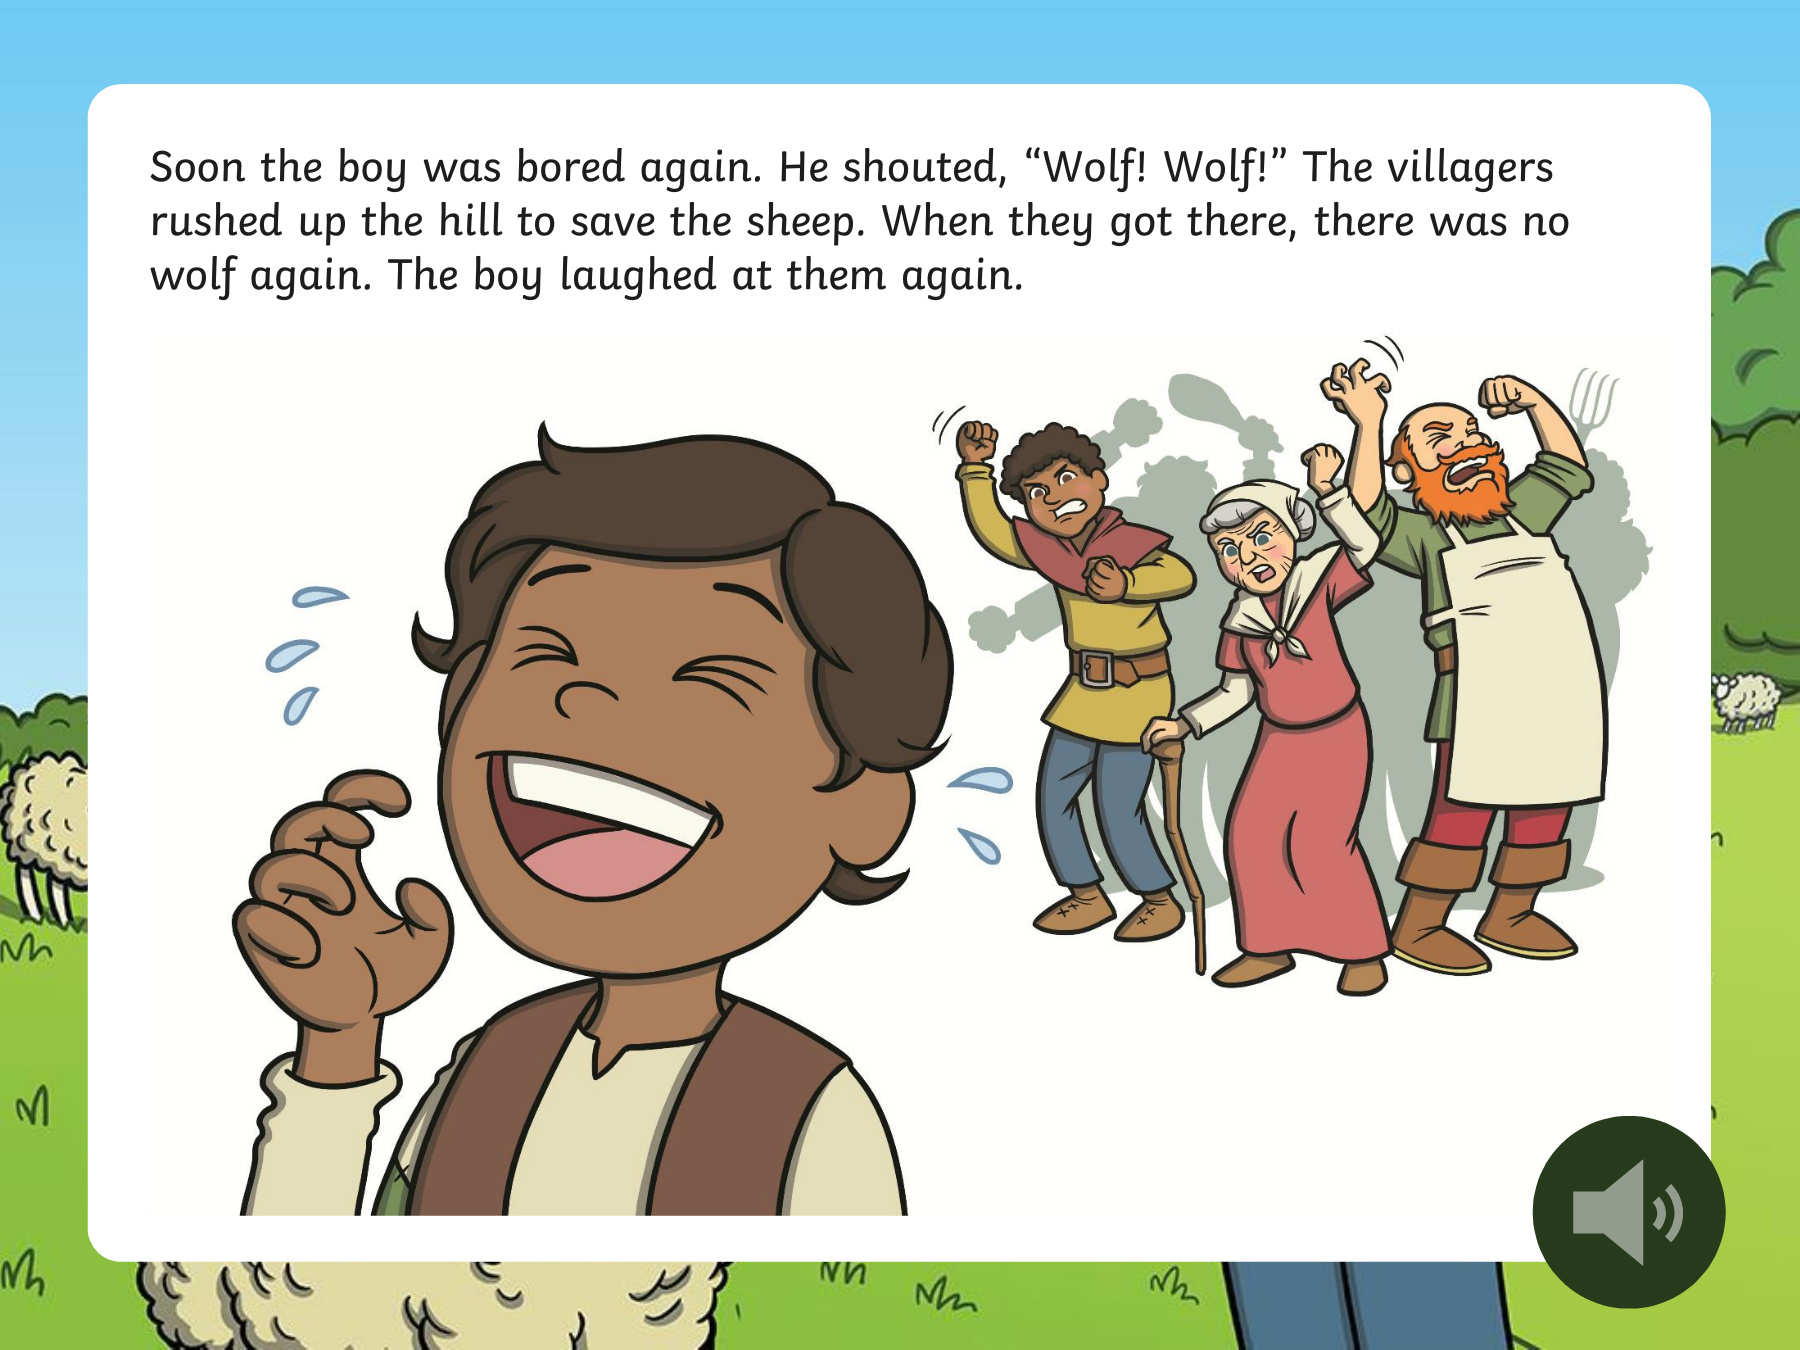 Soon the boy was bored again. He shouted, “Wolf! Wolf!” The villagers
rushed up the hill to save the sheep. When they got there, there was no
wolf again. The boy laughed at them again.